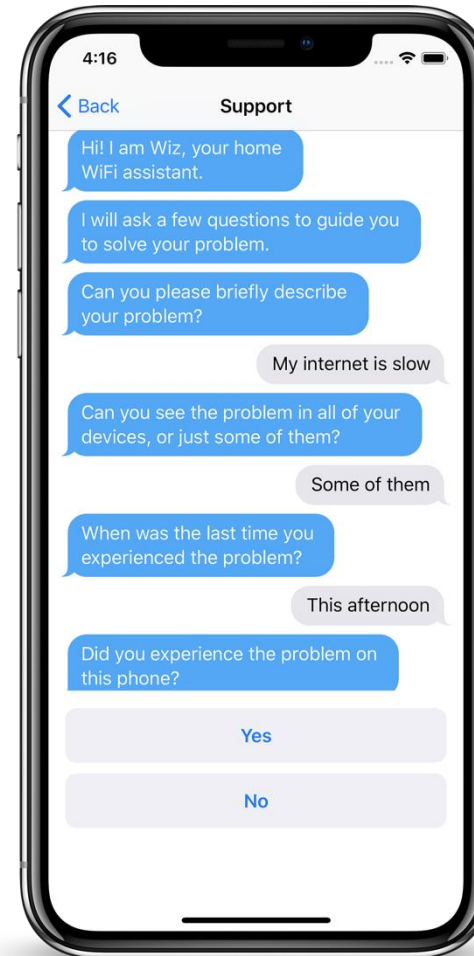 4:16
Back
Support
Hi! I am Wiz, your home
WiFi assistant.
I will ask a few questions to guide you
to solve your problem.
Can you please briefly describe
your problem?
My internet is slow
Can you see the problem in all of your
devices, or just some of them?
Some of them
When was the last time you
experienced the problem?
This afternoon
Did you experience the problem on
this phone?
Yes
No